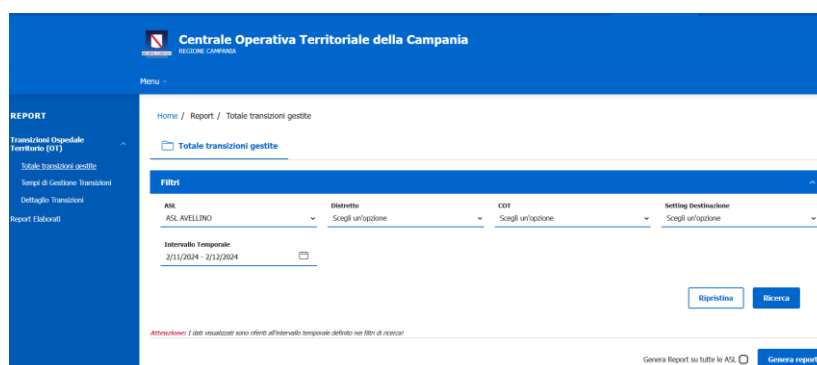 Centrale Operativa Territoriale della Campania
REGIONE CAMPANIA
Menu
REPORT
Transizioni Ospedale
Territorio (OT)
Totale transizioni gestite
Tempi di Gestione Transizioni
Dettaglio Transizioni
Report Elaborati
Home / Report / Totale transizioni gestite
Totale transizioni gestite
Filtri
ASL
ASL AVELLINO
Distretto
Scegli un'opzione
COT
Scegli un'opzione
Setting Destinazione
Scegli un'opzione
Intervallo Temporale
2/11/2024 - 2/12/2024
Ripristina
Ricerca
Attenzione: I dati visualizzati sono riferiti all'intervallo temporale definito nei filtri di ricerca!
Genera Report su tutte le ASL
Genera report